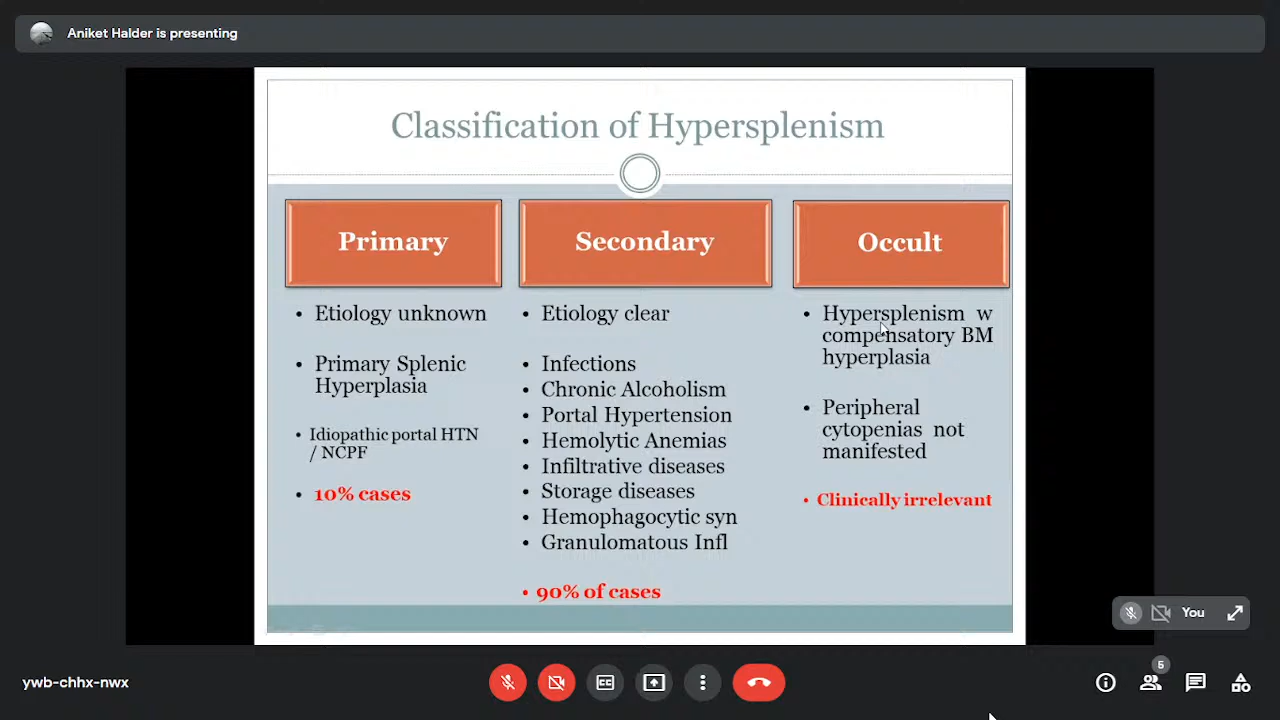 Aniket Halder is presenting
Classification of Hypersplenism
Primary
• Etiology unknown
• Primary Splenic
Hyperplasia
• Idiopathic portal HTN
/ NCPF
• 10% cases
Secondary
• Etiology clear
• Infections
• Chronic Alcoholism
• Portal Hypertension
• Hemolytic Anemias
• Infiltrative diseases
• Storage diseases
• Hemophagocytic syn
• Granulomatous Infl
• 90% of cases
Occult
• Hypersplenism w
compensatory BM
hyperplasia
• Peripheral
cytopenias not
manifested
• Clinically irrelevant
You
ywb-chhx-nwx
CC
5